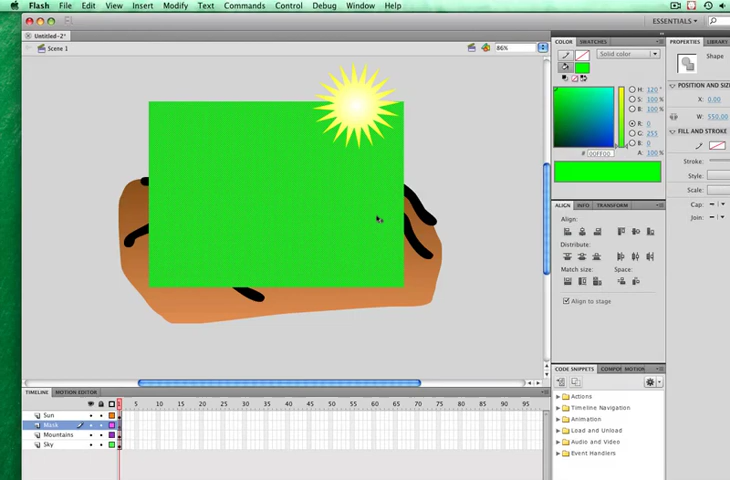 Flash File Edit View Insert Modify Text Commands Control Debug Window Help
ESSENTIALS
Untitled-2*
Scene 1
86%
COLOR SWATCHES
Solid color
H: 120 °
S: 100 %
B: 100 %
R: 0
G: 255
B: 0
# 00FF00
A: 100 %
PROPERTIES LIBRARY
Shape
POSITION AND SIZE
X: 0.00
W: 550.00
FILL AND STROKE
Stroke:
Style:
Scale:
Cap:
Join:
ALIGN INFO TRANSFORM
Align:
Distribute:
Match size: Space:
Align to stage
CODE SNIPPETS MOTION
Actions
Timeline Navigation
Animation
Load and Unload
Audio and Video
Event Handlers
TIMELINE MOTION EDITOR
1 5 10 15 20 25 30 35 40 45 50 55 60 65 70 75 80 85 90 95
Sun
Mask
Mountains
Sky